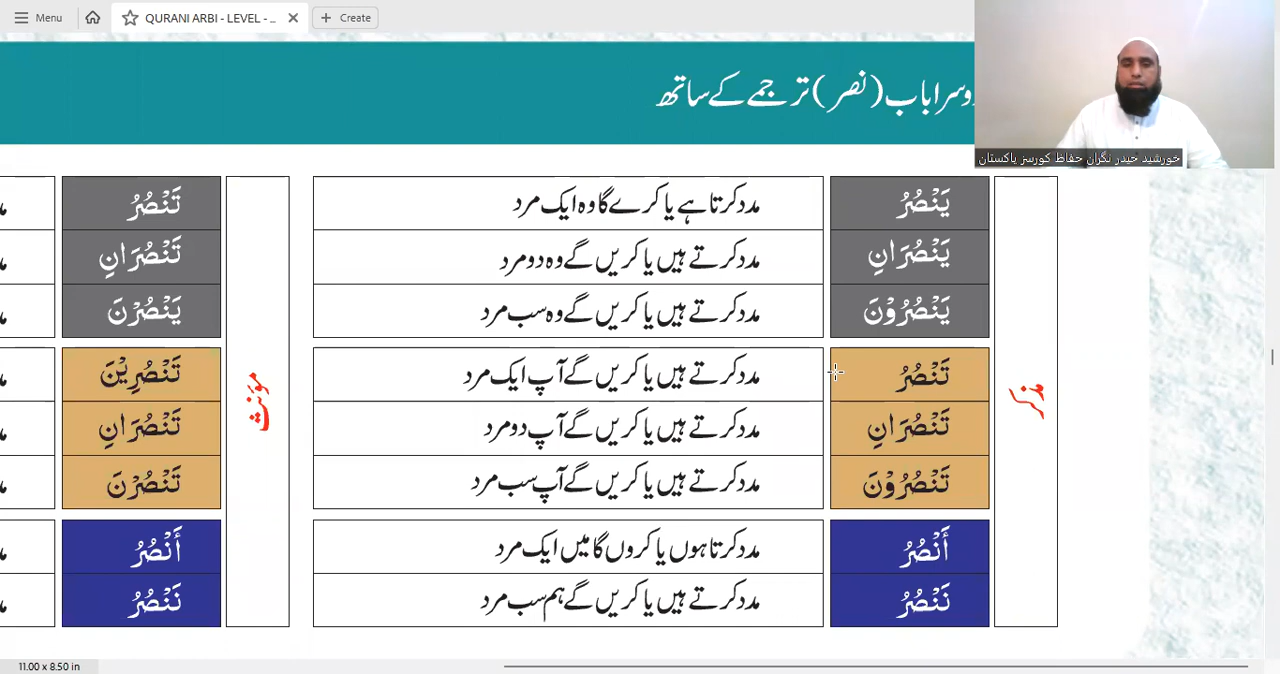 Menu
QURANI ARBI - LEVEL - ...
Create
دوسرا باب (نصر) ترجمے کے ساتھ
خورشید حیدر نگران حفاظ کورسز پاکستان
مذکر
يَنْصُرُ مدد کرتا ہے یا کرے گا وہ ایک مرد
يَنْصُرَانِ مدد کرتے ہیں یا کریں گے وہ دو مرد
يَنْصُرُوْنَ مدد کرتے ہیں یا کریں گے وہ سب مرد
تَنْصُرُ مدد کرتے ہیں یا کریں گے آپ ایک مرد
تَنْصُرَانِ مدد کرتے ہیں یا کریں گے آپ دو مرد
تَنْصُرُوْنَ مدد کرتے ہیں یا کریں گے آپ سب مرد
أَنْصُرُ مدد کرتا ہوں یا کروں گا میں ایک مرد
نَنْصُرُ مدد کرتے ہیں یا کریں گے ہم سب مرد
مؤنث
تَنْصُرُ
تَنْصُرَانِ
يَنْصُرْنَ
تَنْصُرِيْنَ
تَنْصُرَانِ
تَنْصُرْنَ
أَنْصُرُ
نَنْصُرُ
11.00 x 8.50 in